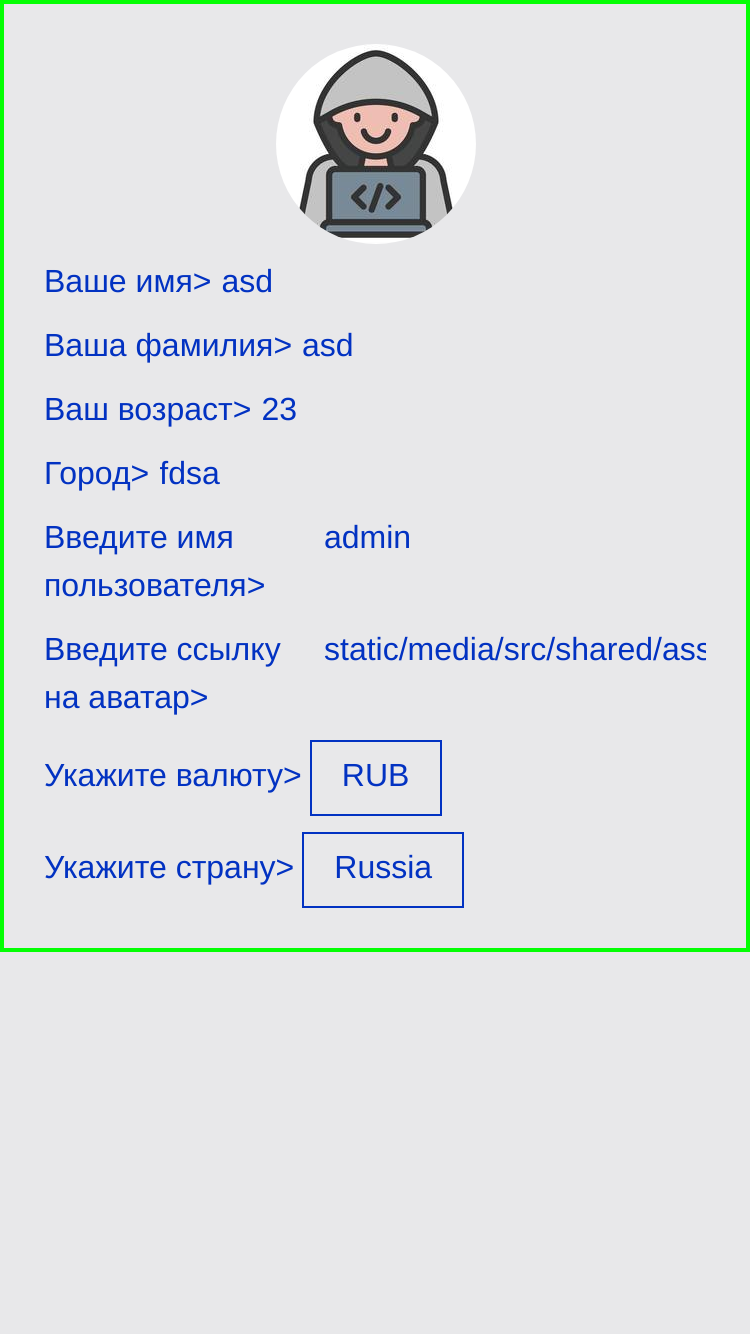 </>
Ваше имя> asd
Ваша фамилия> asd
Ваш возраст> 23
Город> fdsa
Введите имя admin
пользователя>
Введите ссылку static/media/src/shared/ass
на аватар>
Укажите валюту> RUB
Укажите страну> Russia